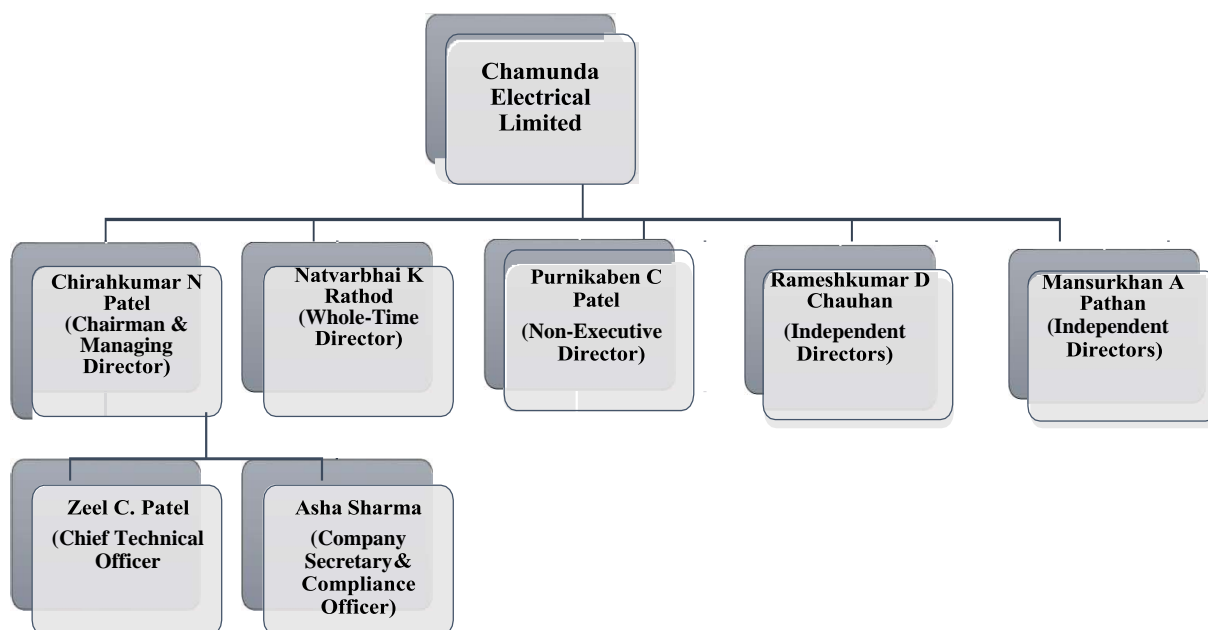 Chamunda
Electrical
Limited
Chirahkumar N
Patel
(Chairman &
Managing
Director)
Natvarbhai K
Rathod
(Whole-Time
Director)
Purnikaben C
Patel
(Non-Executive
Director)
Rameshkumar D
Chauhan
(Independent
Directors)
Mansurkhan A
Pathan
(Independent
Directors)
Zeel C. Patel
(Chief Technical
Officer
Asha Sharma
(Company
Secretary&
Compliance
Officer)